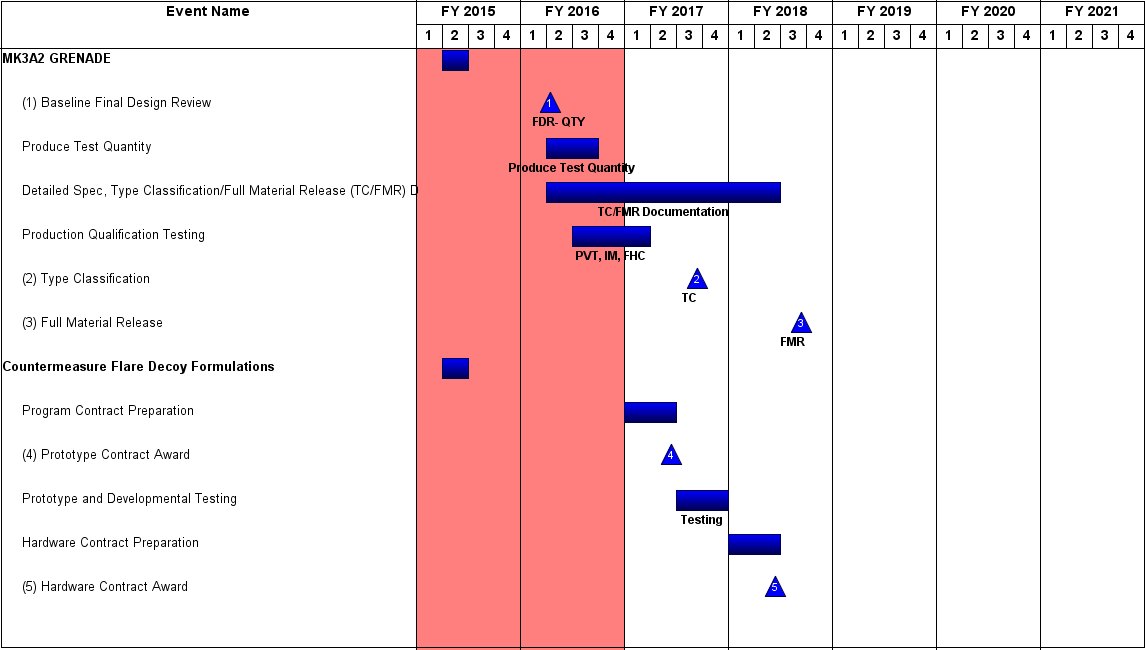 Event Name FY 2015 FY 2016 FY 2017 FY 2018 FY 2019 FY 2020 FY 2021
1 2 3 4 1 2 3 4 1 2 3 4 1 2 3 4 1 2 3 4 1 2 3 4 1 2 3 4
MK3A2 GRENADE
(1) Baseline Final Design Review 1
FDR- QTY
Produce Test Quantity
Produce Test Quantity
Detailed Spec, Type Classification/Full Material Release (TC/FMR) D
TC/FMR Documentation
Production Qualification Testing
PVT, IM, FHC
(2) Type Classification 2
TC
(3) Full Material Release 3
FMR
Countermeasure Flare Decoy Formulations
Program Contract Preparation
(4) Prototype Contract Award 4
Prototype and Developmental Testing
Testing
Hardware Contract Preparation
(5) Hardware Contract Award 5